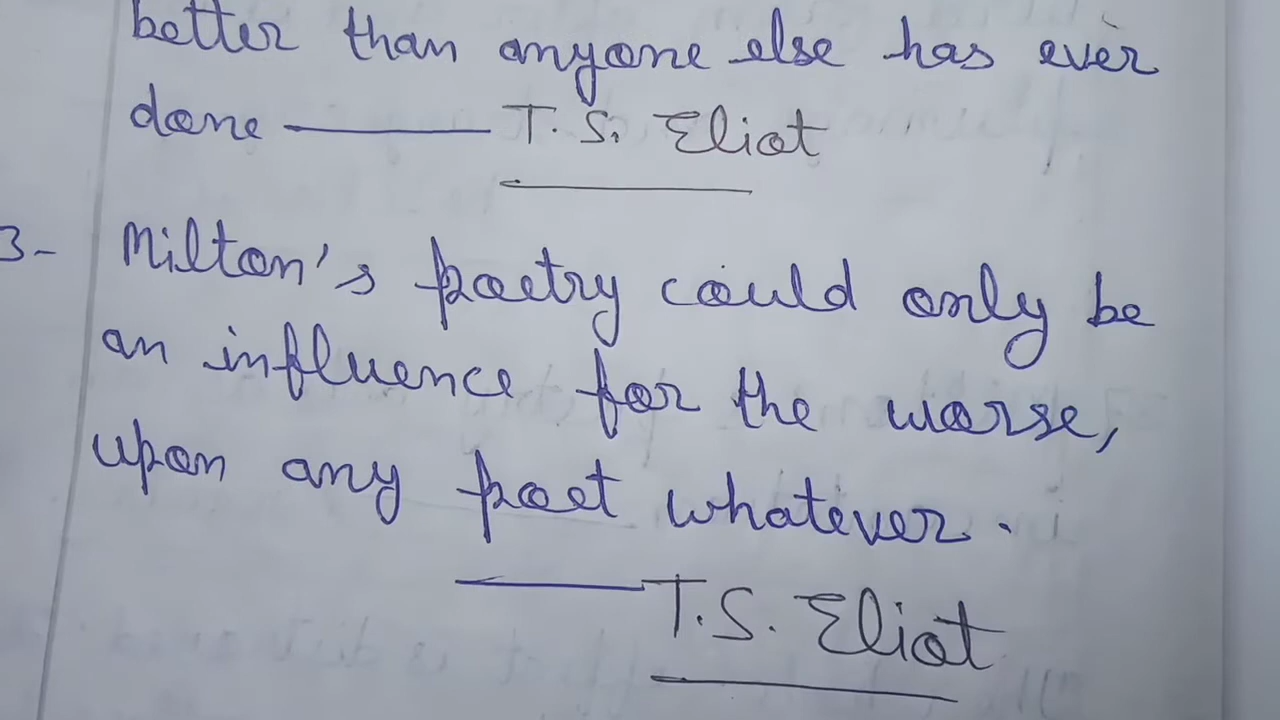 better than anyone else has ever
done — T. S. Eliot
3- Milton's poetry could only be
an influence for the worse,
upon any poet whatever.
— T. S. Eliot